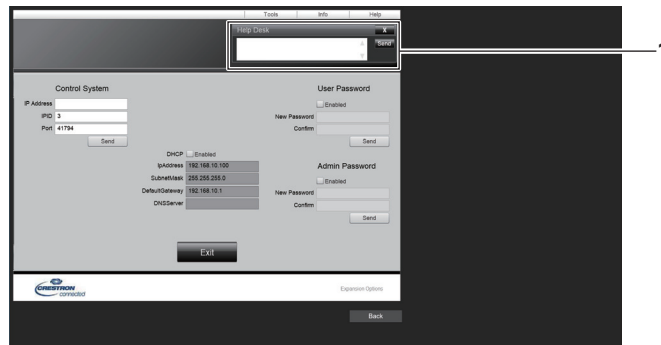 Tools Info Help
Help Desk X
Send
Control System
IP Address
IPID 3
Port 41794
Send
User Password
Enabled
New Password
Confirm
Send
DHCP Enabled
IpAddress 192.168.10.100
SubnetMask 255.255.255.0
DefaultGateway 192.168.10.1
DNSServer
Admin Password
Enabled
New Password
Confirm
Send
Exit
CRESTRON
connected
Expansion Options
Back